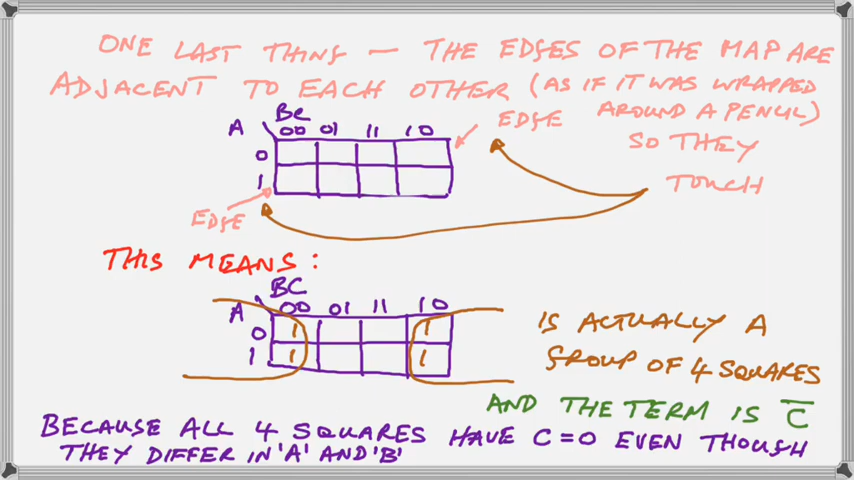 ONE LAST THING — THE EDGES OF THE MAP ARE
ADJACENT TO EACH OTHER (AS IF IT WAS WRAPPED
AROUND A PENCIL)
SO THEY
TOUCH
BC
A 00 01 11 10
EDGE
0
1
EDGE
THIS MEANS:
BC
A 00 01 11 10
0 1 1
1 1 1
IS ACTUALLY A
GROUP OF 4 SQUARES
AND THE TERM IS C̅
BECAUSE ALL 4 SQUARES HAVE C=0 EVEN THOUGH
THEY DIFFER IN 'A' AND 'B'